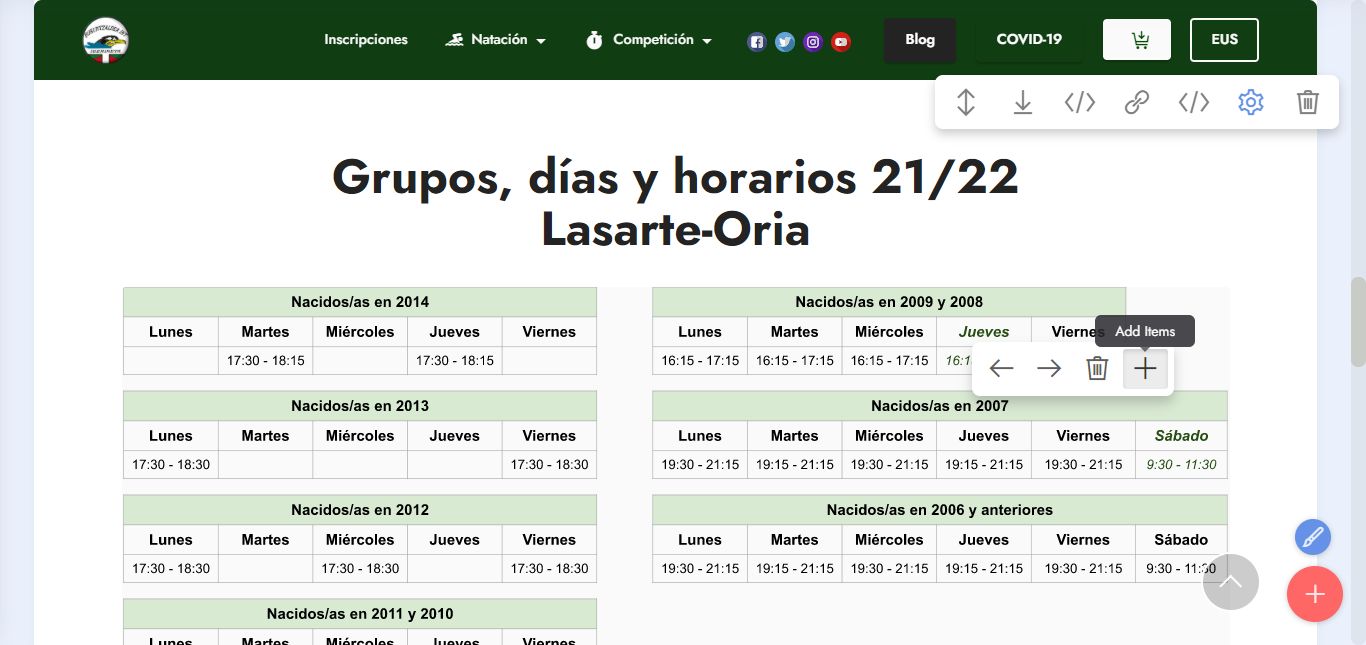 Inscripciones Natación Competición Blog COVID-19 EUS
</> </>
Grupos, días y horarios 21/22
Lasarte-Oria
Nacidos/as en 2014
Lunes Martes Miércoles Jueves Viernes
17:30 - 18:15 17:30 - 18:15
Nacidos/as en 2013
Lunes Martes Miércoles Jueves Viernes
17:30 - 18:30 17:30 - 18:30
Nacidos/as en 2012
Lunes Martes Miércoles Jueves Viernes
17:30 - 18:30 17:30 - 18:30 17:30 - 18:30
Nacidos/as en 2011 y 2010
Lunes Martes Miércoles Jueves Viernes
Nacidos/as en 2009 y 2008
Lunes Martes Miércoles Jueves Vierne
Add Items
16:15 - 17:15 16:15 - 17:15 16:15 - 17:15 16:1
Nacidos/as en 2007
Lunes Martes Miércoles Jueves Viernes Sábado
19:30 - 21:15 19:15 - 21:15 19:30 - 21:15 19:15 - 21:15 19:30 - 21:15 9:30 - 11:30
Nacidos/as en 2006 y anteriores
Lunes Martes Miércoles Jueves Viernes Sábado
19:30 - 21:15 19:15 - 21:15 19:30 - 21:15 19:15 - 21:15 19:30 - 21:15 9:30 - 11:30